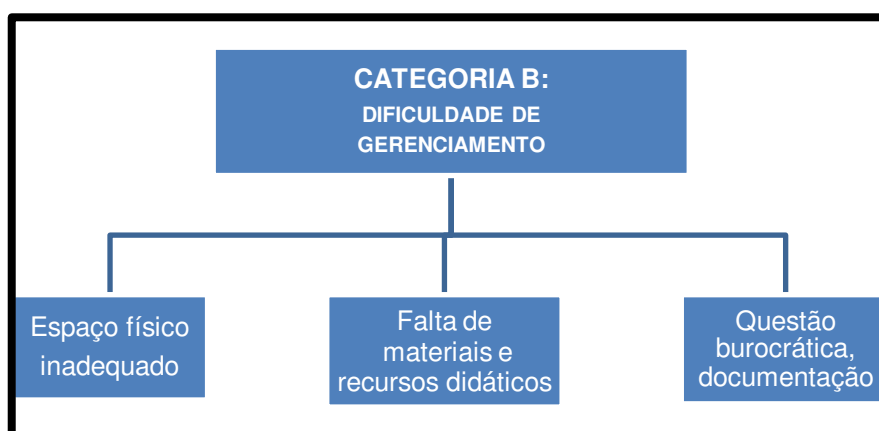 CATEGORIA B:
DIFICULDADE DE
GERENCIAMENTO
Espaço físico
inadequado
Falta de
materiais e
recursos didáticos
Questão
burocrática,
documentação